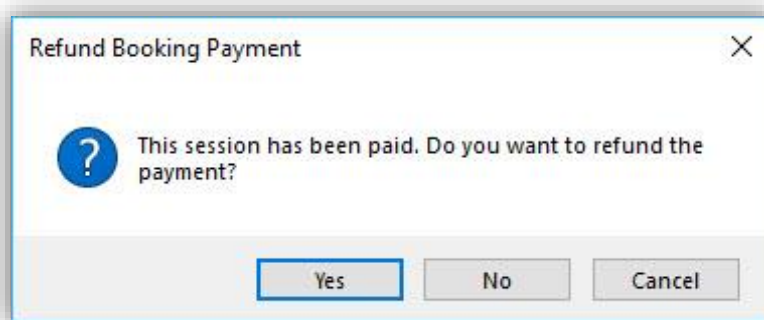 Refund Booking Payment
This session has been paid. Do you want to refund the
payment?
Yes No Cancel